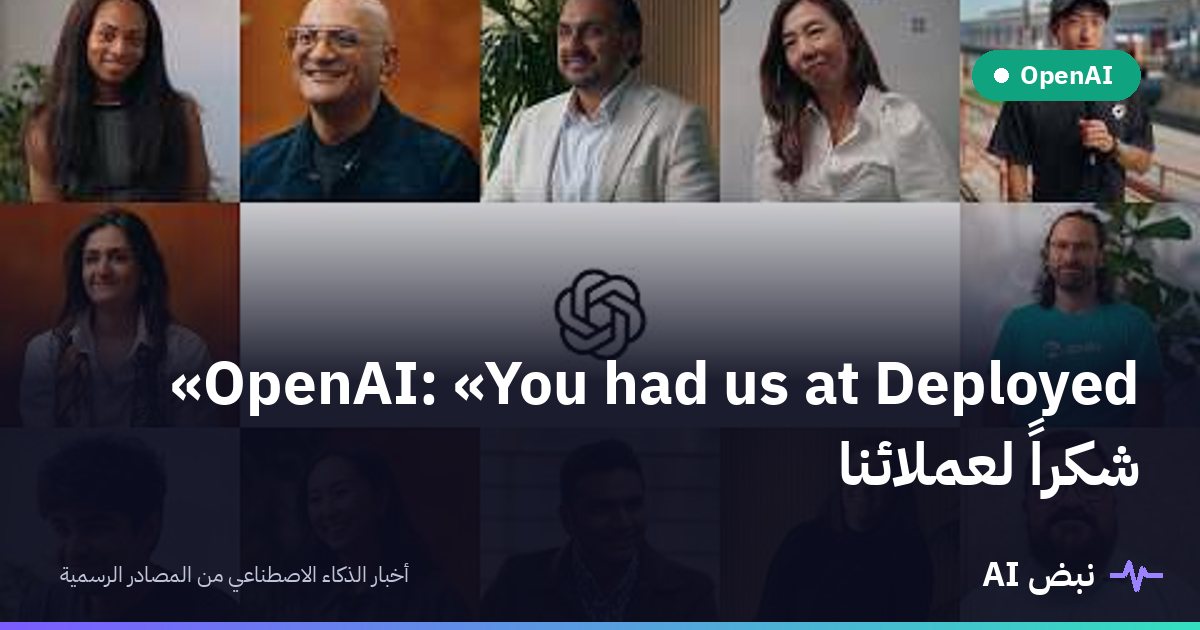 OpenAI
«OpenAI: «You had us at Deployed
شكراً لعملائنا
نبض AI
أخبار الذكاء الاصطناعي من المصادر الرسمية